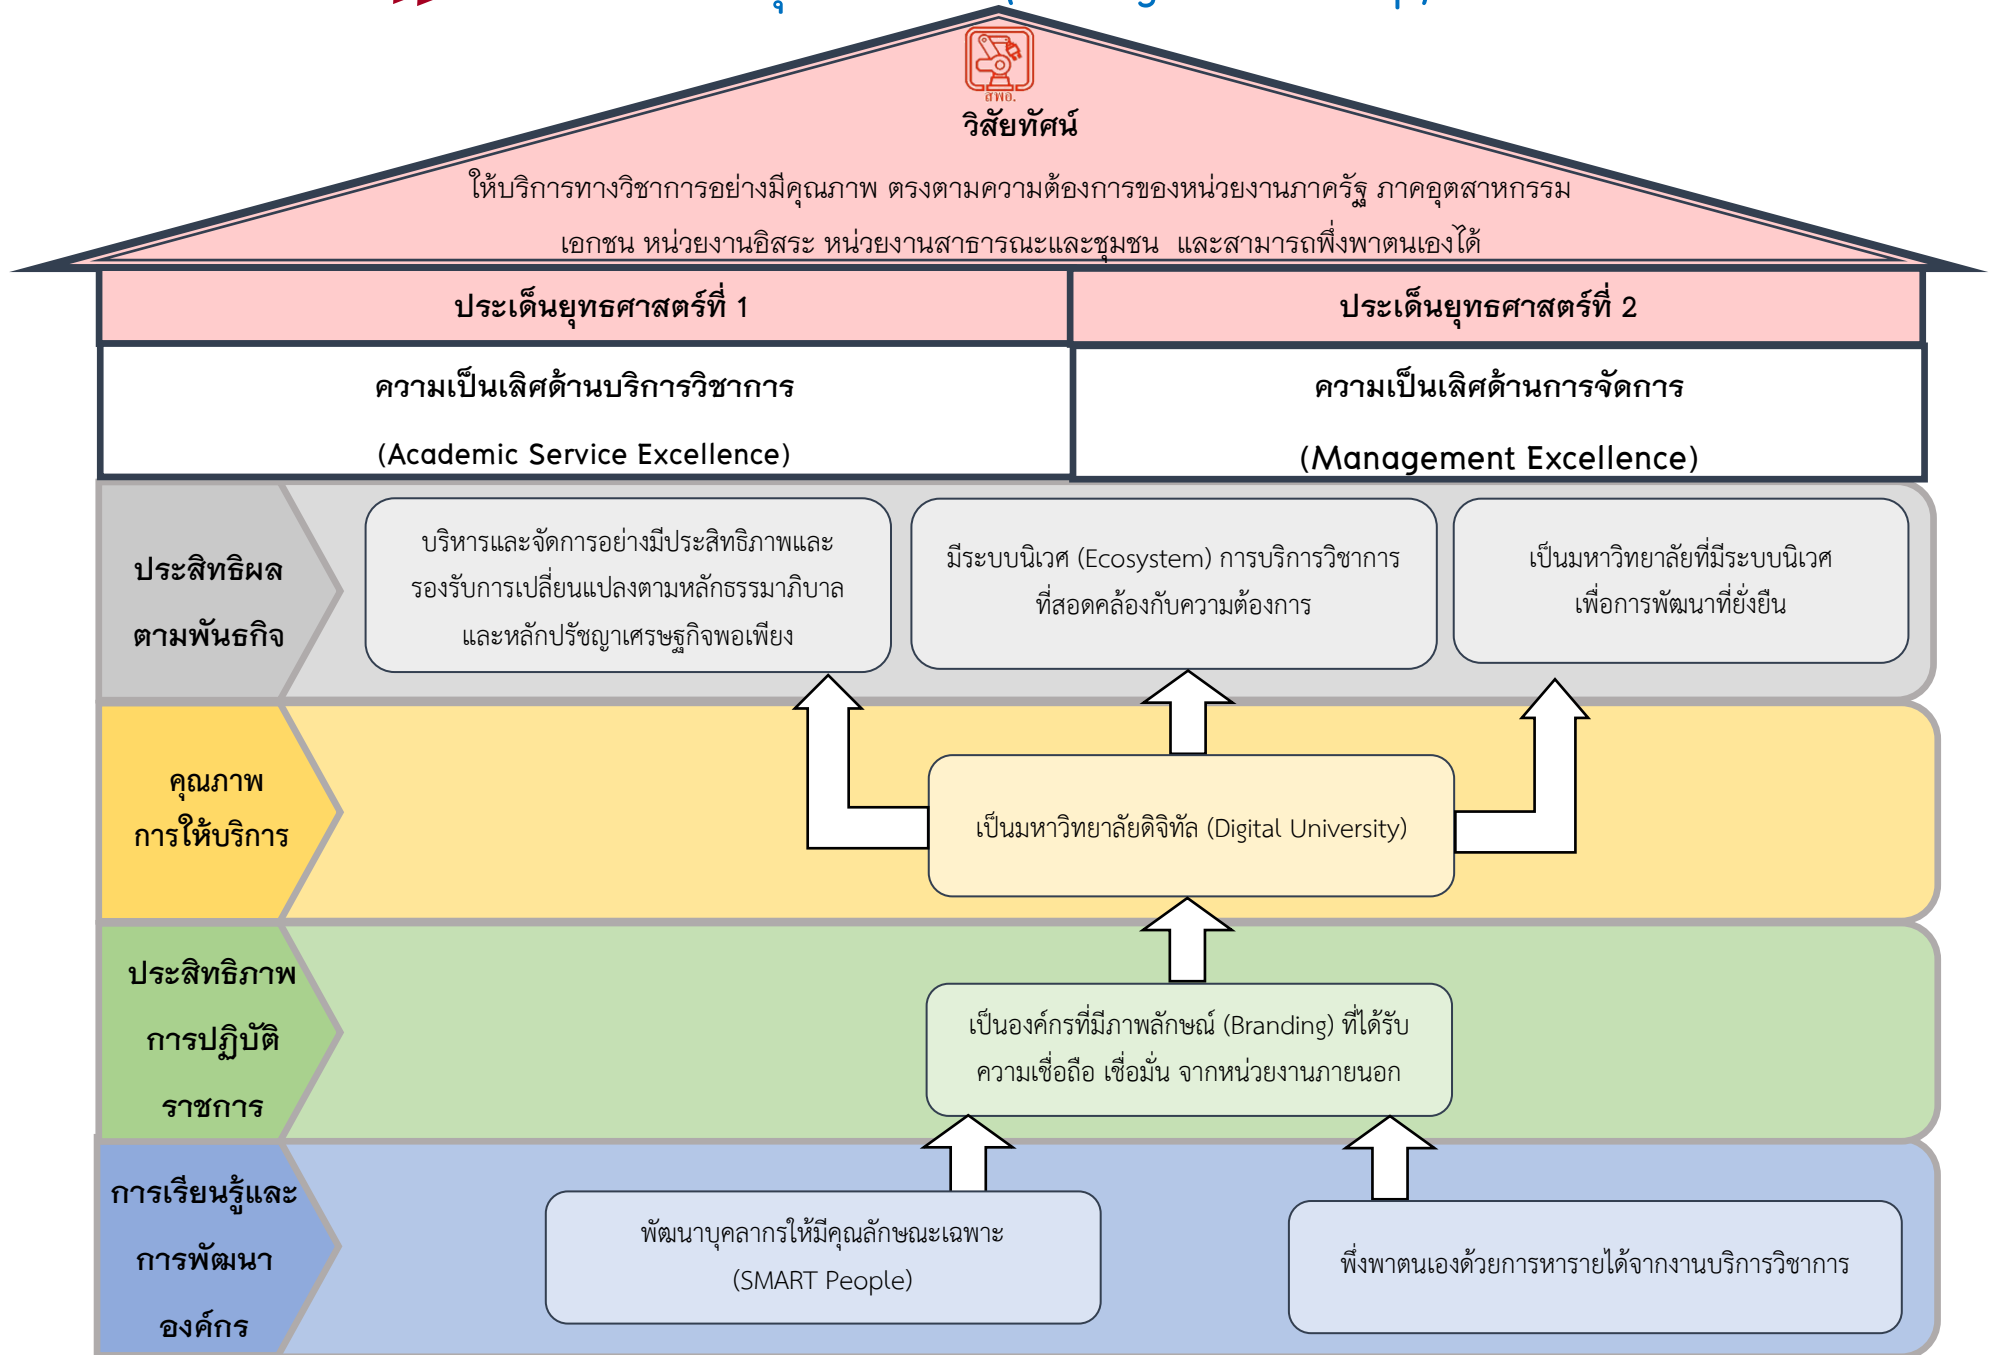 สพอ.
วิสัยทัศน์
ให้บริการทางวิชาการอย่างมีคุณภาพ ตรงตามความต้องการของหน่วยงานภาครัฐ ภาคอุตสาหกรรม
เอกชน หน่วยงานอิสระ หน่วยงานสาธารณะและชุมชน และสามารถพึ่งพาตนเองได้
ประเด็นยุทธศาสตร์ที่ 1
ประเด็นยุทธศาสตร์ที่ 2
ความเป็นเลิศด้านบริการวิชาการ
(Academic Service Excellence)
ความเป็นเลิศด้านการจัดการ
(Management Excellence)
ประสิทธิผล
ตามพันธกิจ
บริหารและจัดการอย่างมีประสิทธิภาพและ
รองรับการเปลี่ยนแปลงตามหลักธรรมาภิบาล
และหลักปรัชญาเศรษฐกิจพอเพียง
มีระบบนิเวศ (Ecosystem) การบริการวิชาการ
ที่สอดคล้องกับความต้องการ
เป็นมหาวิทยาลัยที่มีระบบนิเวศ
เพื่อการพัฒนาที่ยั่งยืน
คุณภาพ
การให้บริการ
เป็นมหาวิทยาลัยดิจิทัล (Digital University)
ประสิทธิภาพ
การปฏิบัติ
ราชการ
เป็นองค์กรที่มีภาพลักษณ์ (Branding) ที่ได้รับ
ความเชื่อถือ เชื่อมั่น จากหน่วยงานภายนอก
การเรียนรู้และ
การพัฒนา
องค์กร
พัฒนาบุคลากรให้มีคุณลักษณะเฉพาะ
(SMART People)
พึ่งพาตนเองด้วยการหารายได้จากงานบริการวิชาการ